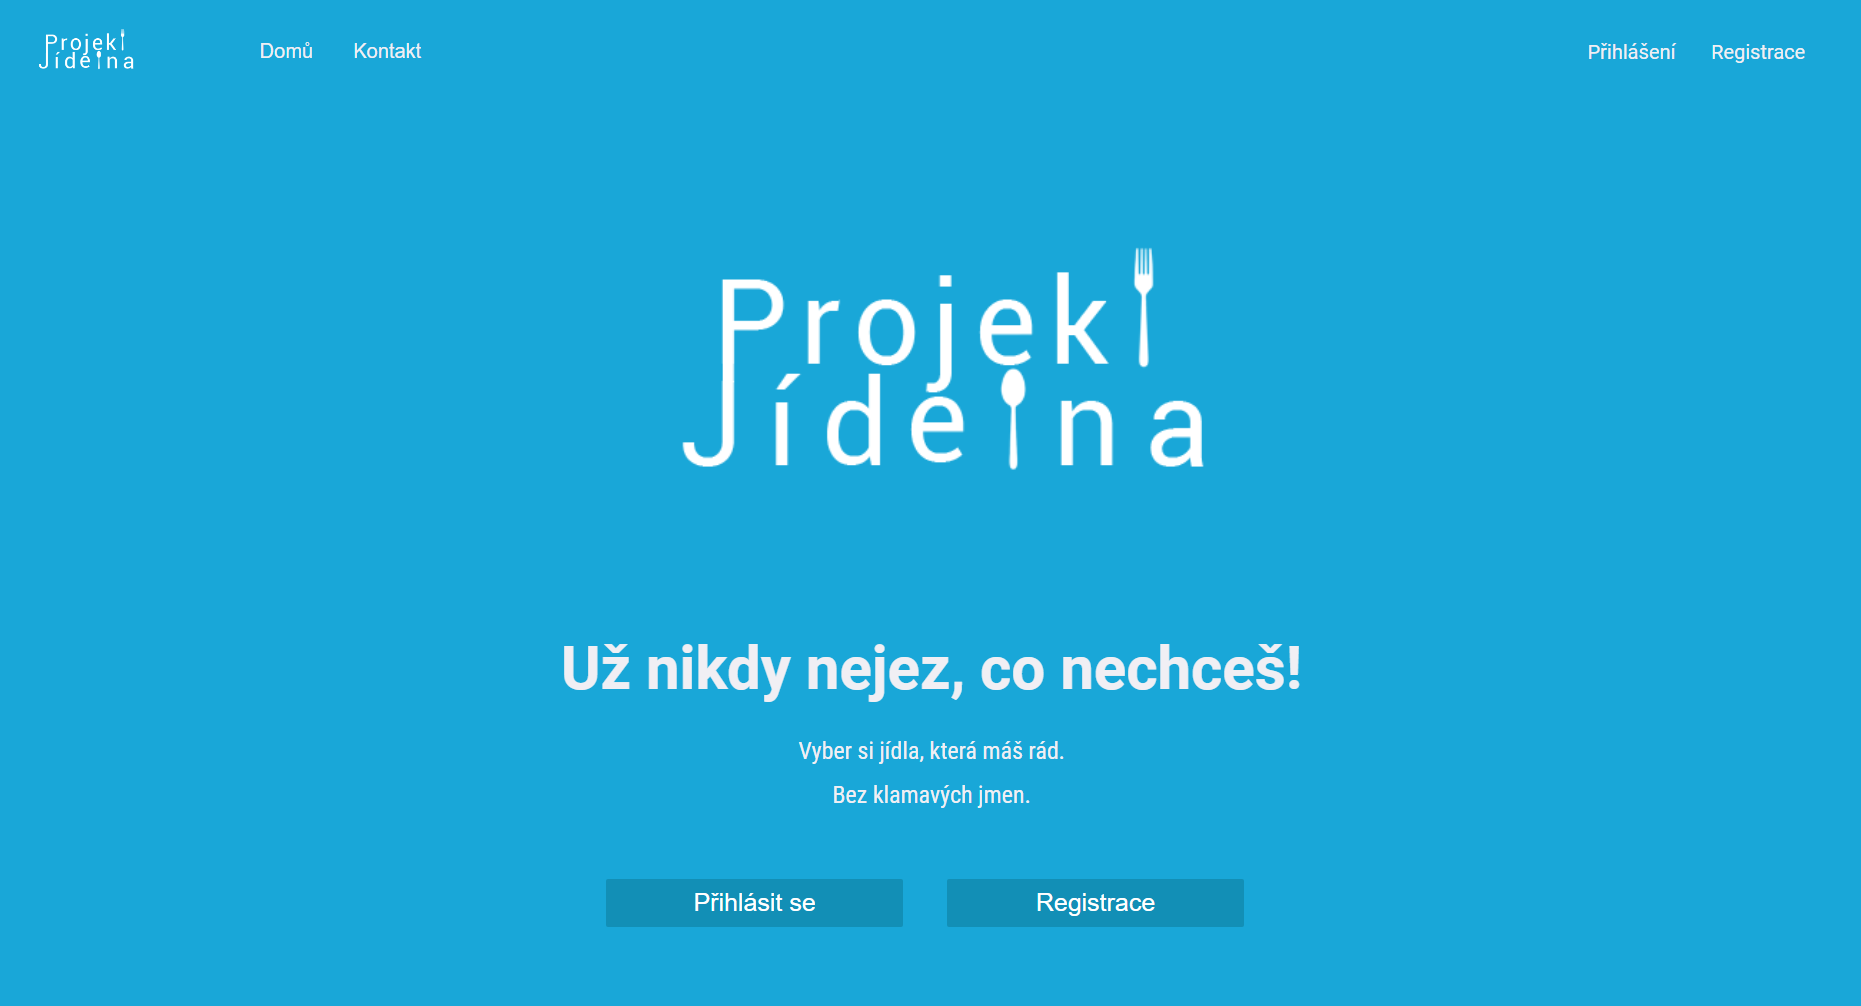 Projekt
Jídelna
Domů
Kontakt
Přihlášení
Registrace
Projekt
Jídelna
Už nikdy nejez, co nechceš!
Vyber si jídla, která máš rád.
Bez klamavých jmen.
Přihlásit se
Registrace